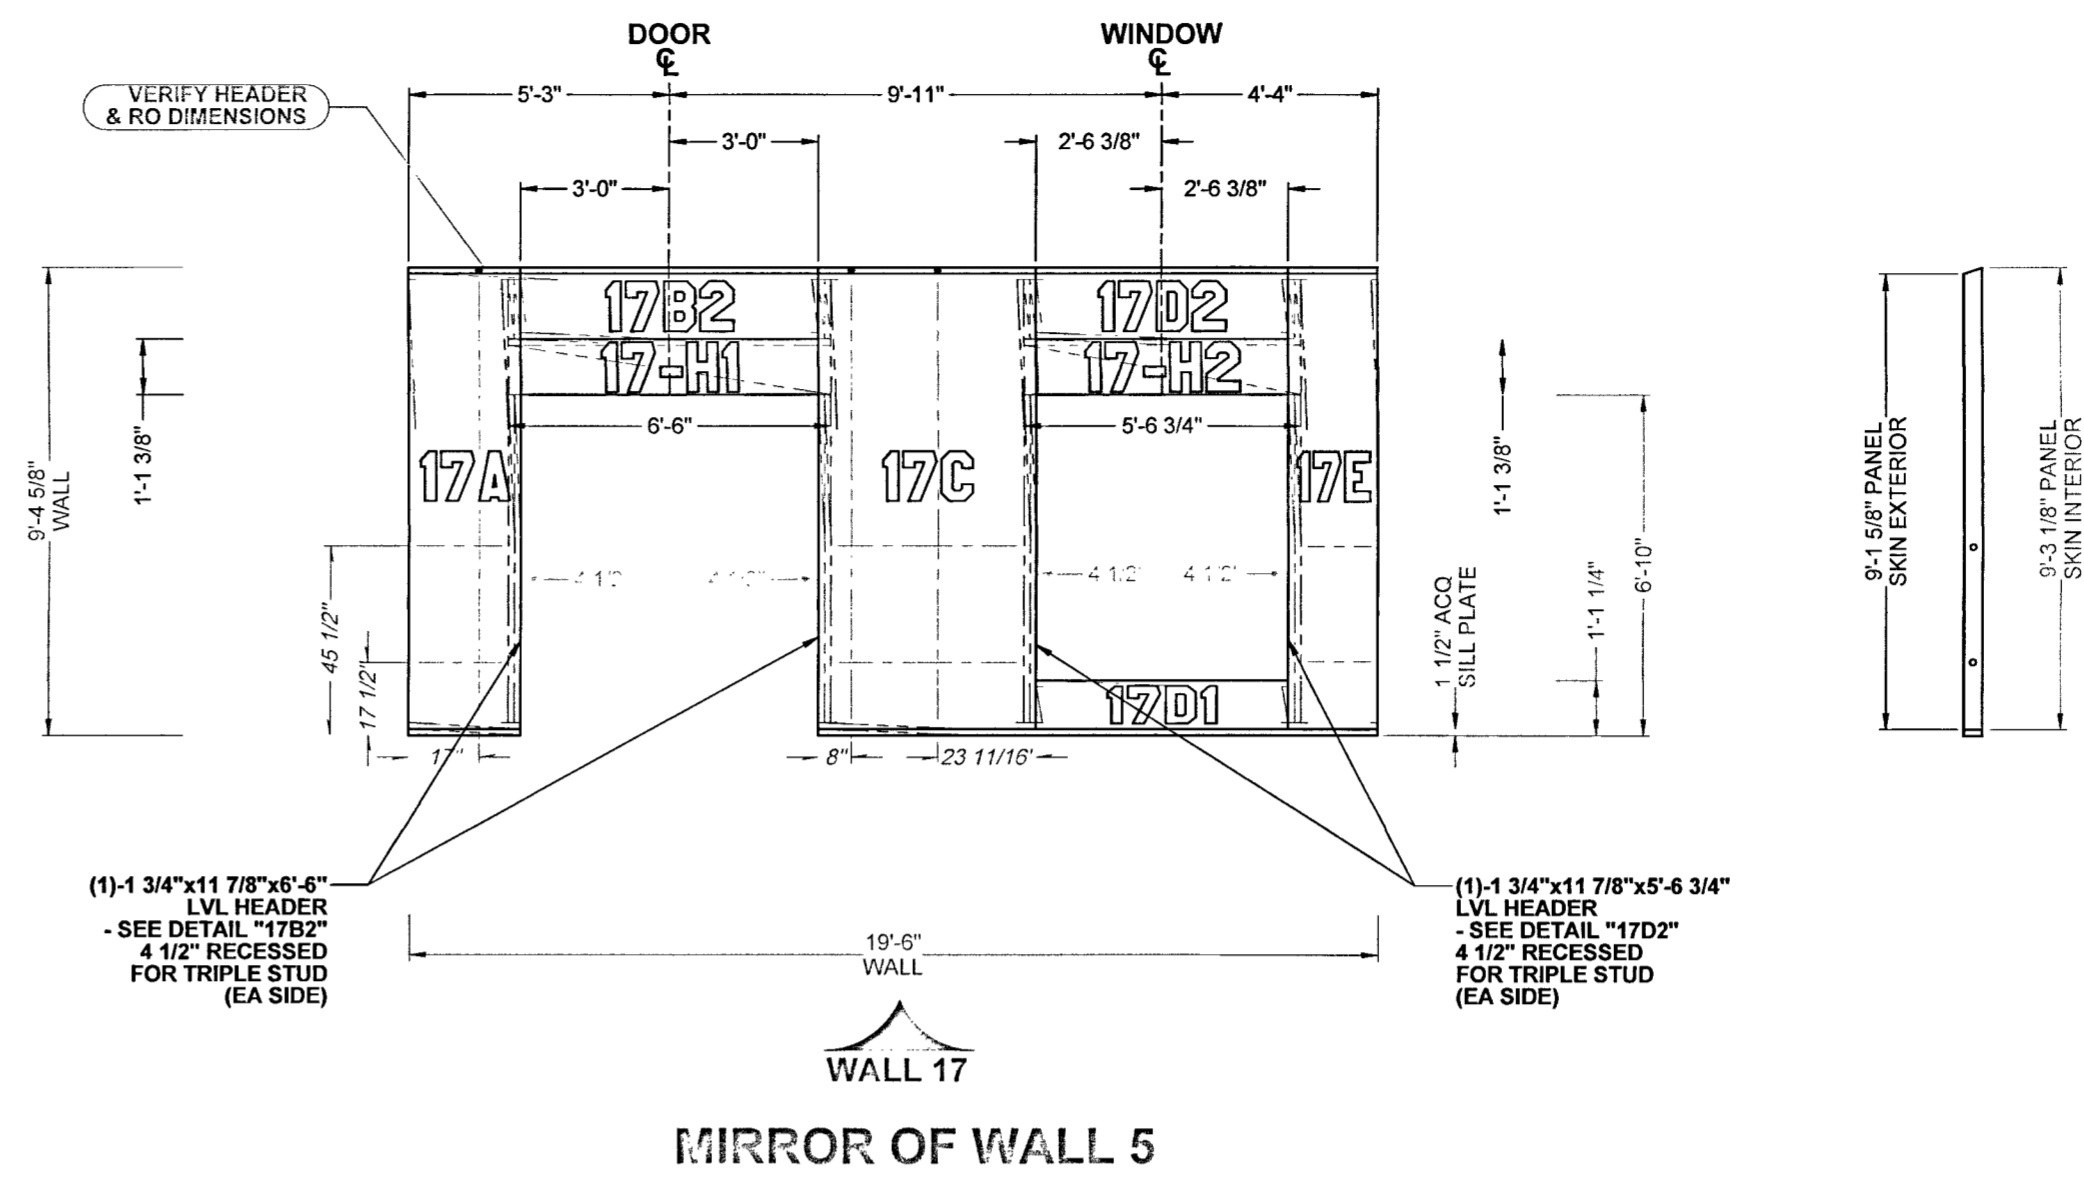 DOOR
WINDOW
VERIFY HEADER
& RO DIMENSIONS
5'-3"
9'-11"
4'-4"
3'-0"
2'-6 3/8"
3'-0"
2'-6 3/8"
17B2
17D2
17-H1
17-H2
6'-6"
5'-6 3/4"
17A
17C
17E
17D1
9'-4 5/8"
WALL
1'-1 3/8"
45 1/2"
17 1/2"
4 1/2'
4 1/2'
1'-1 3/8"
1 1/2" ACQ
SILL PLATE
1'-11 1/4"
6'-10"
9'-1 5/8" PANEL
SKIN EXTERIOR
9'-3 1/8" PANEL
SKIN INTERIOR
17"
8"
23 11/16'
(1)-1 3/4"x11 7/8"x6'-6"
LVL HEADER
- SEE DETAIL "17B2"
4 1/2" RECESSED
FOR TRIPLE STUD
(EA SIDE)
(1)-1 3/4"x11 7/8"x5'-6 3/4"
LVL HEADER
- SEE DETAIL "17D2"
4 1/2" RECESSED
FOR TRIPLE STUD
(EA SIDE)
19'-6"
WALL
WALL 17
MIRROR OF WALL 5